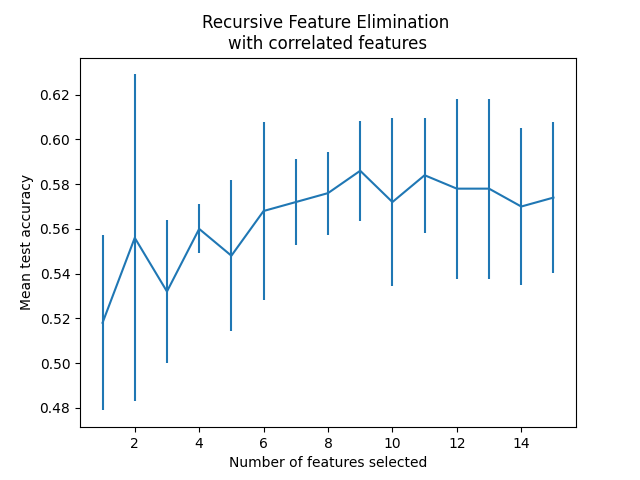 Recursive Feature Elimination
with correlated features
Mean test accuracy
0.62
0.60
0.58
0.56
0.54
0.52
0.50
0.48
2 4 6 8 10 12 14
Number of features selected